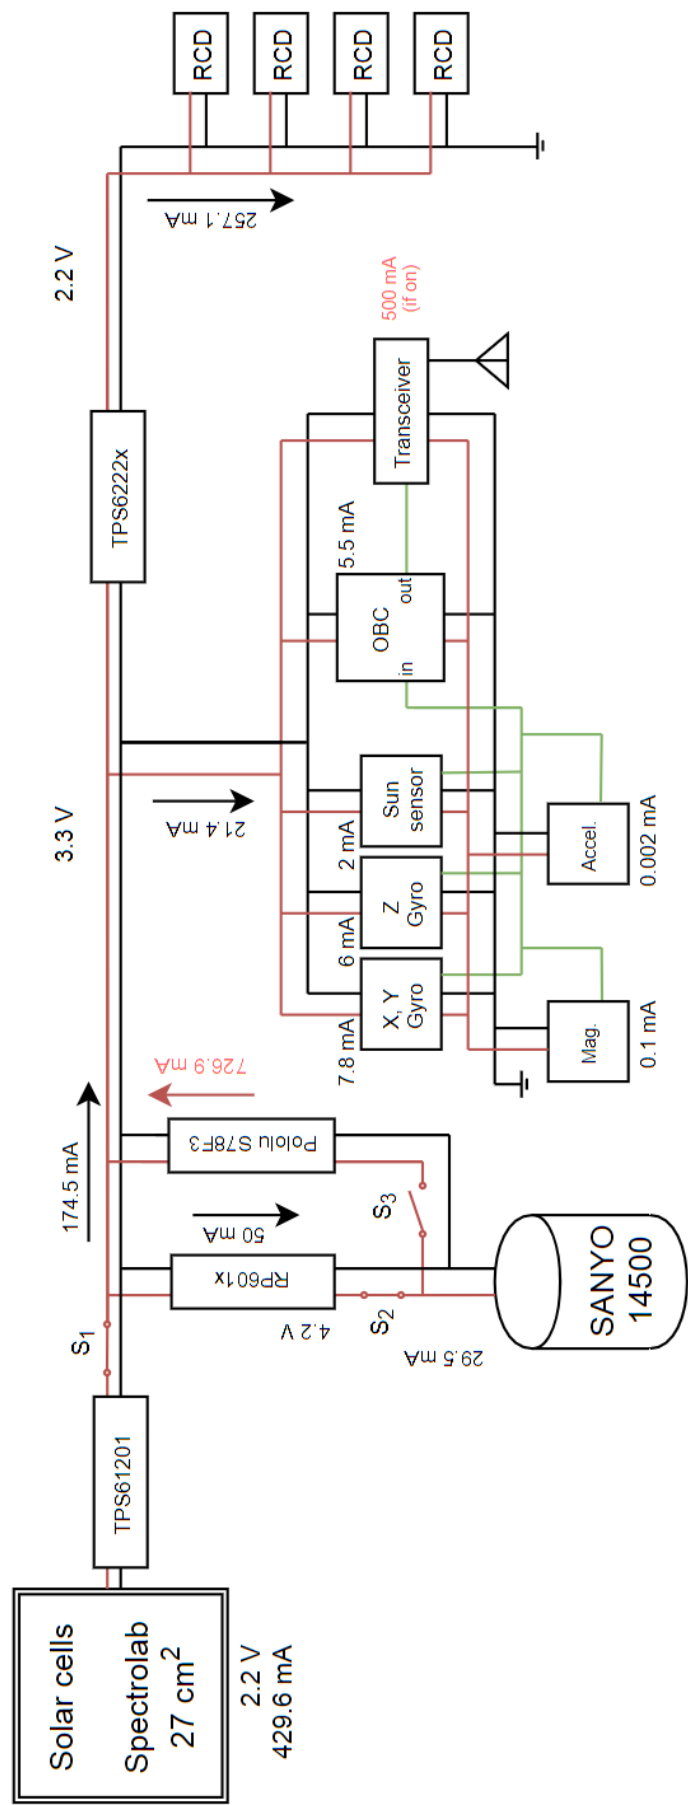 Solar cells
Spectrolab
27 cm²
2.2 V
429.6 mA
TPS61201
S₁
174.5 mA
RP601x
50 mA
4.2 V
S₂
29.5 mA
SANYO
14500
S₃
Pololu S78F3
726.9 mA
3.3 V
21.4 mA
7.8 mA
X, Y
Gyro
6 mA
Z
Gyro
2 mA
Sun
sensor
Mag.
0.1 mA
Accel.
0.002 mA
5.5 mA
OBC
in
out
Transceiver
500 mA
(if on)
TPS6222x
2.2 V
257.1 mA
RCD
RCD
RCD
RCD